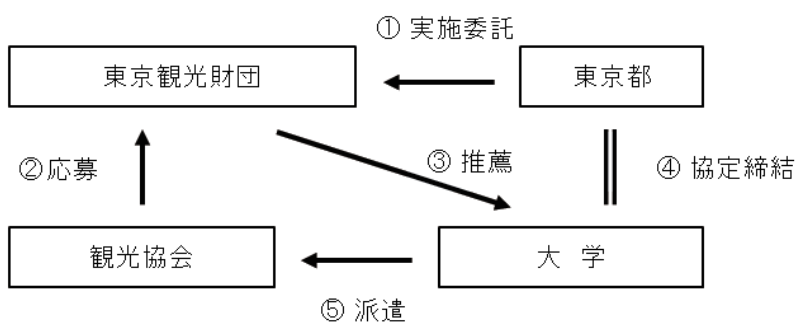 ① 実施委託
東京観光財団
東京都
②応募
③ 推薦
④ 協定締結
観光協会
大 学
⑤ 派遣